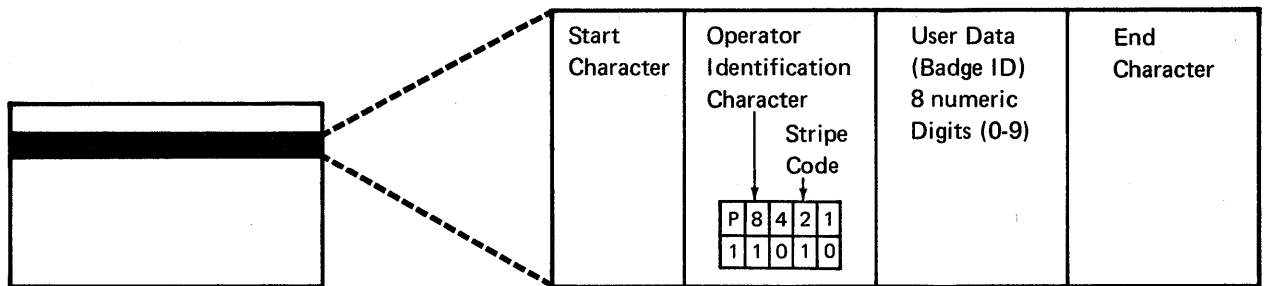 Start
Character
Operator
Identification
Character
Stripe
Code
P 8 4 2 1
1 1 0 1 0
User Data
(Badge ID)
8 numeric
Digits (0-9)
End
Character